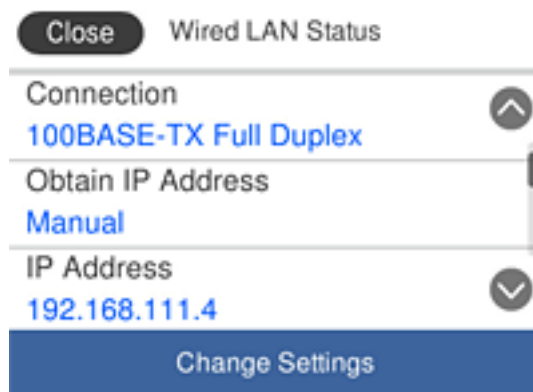 Close Wired LAN Status
Connection
100BASE-TX Full Duplex
Obtain IP Address
Manual
IP Address
192.168.111.4
Change Settings